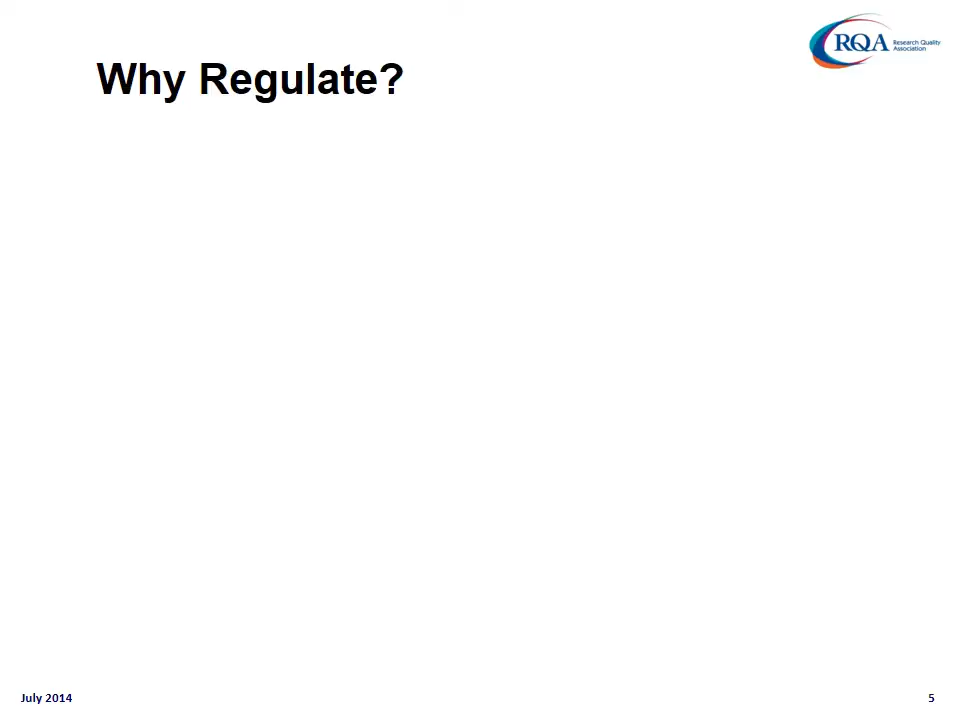 RQA
Research Quality
Association
Why Regulate?
July 2014
5